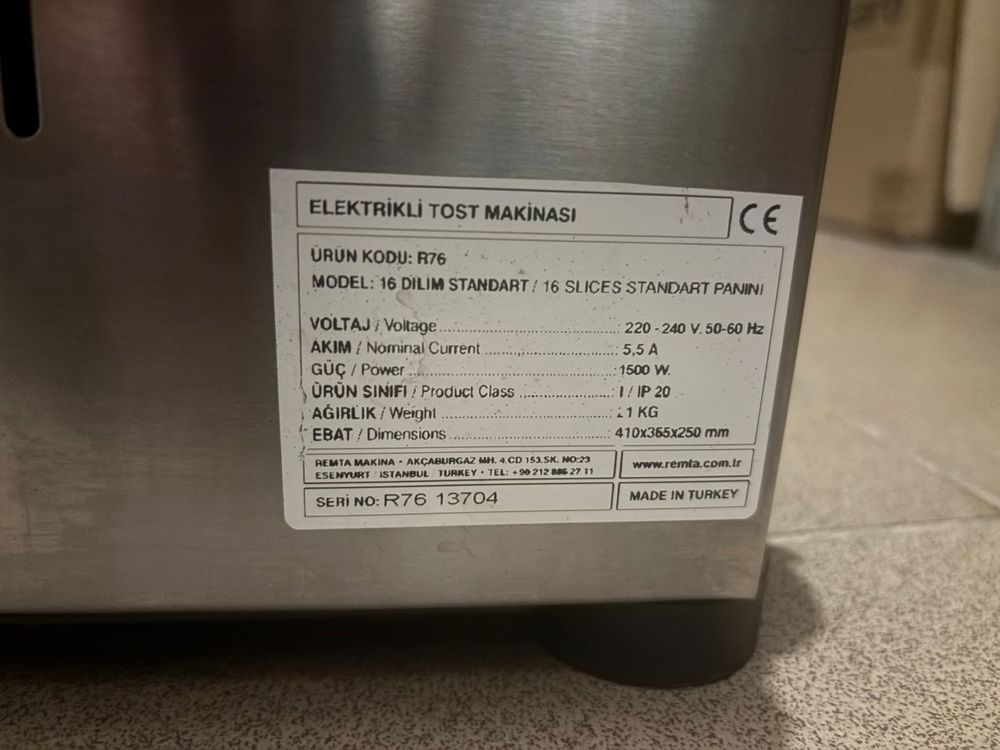 ELEKTRİKLİ TOST MAKİNASI CE
ÜRÜN KODU: R76
MODEL: 16 DİLİM STANDART / 16 SLICES STANDART PANINI
VOLTAJ / Voltage ........ : 220 - 240 V. 50-60 Hz
AKIM / Nominal Current ........ : 5,5 A
GÜÇ / Power ........ : 1500 W.
ÜRÜN SINIFI / Product Class ........ : I / IP 20
AĞIRLIK / Weight ........ : 1 KG
EBAT / Dimensions ........ : 410x365x250 mm
REMTA MAKİNA • AKÇABURGAZ MH. 4.CD 153.SK. NO:23
ESENYURT / İSTANBUL / TURKEY • TEL: +90 212 886 27 11
www.remta.com.tr
SERİ NO: R76 13704
MADE IN TURKEY